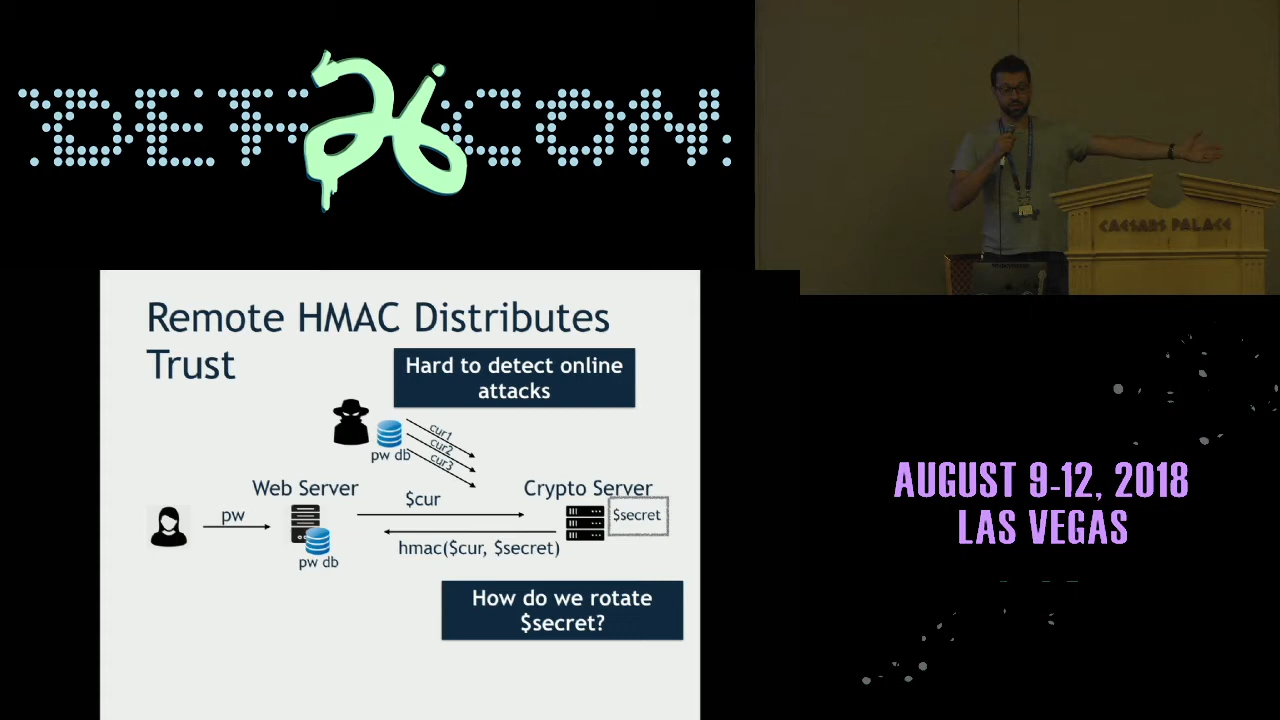 DEF 26 CON
CAESARS PALACE
Remote HMAC Distributes
Trust
Hard to detect online
attacks
cur1
cur2
cur3
pw db
Web Server
Crypto Server
pw
$cur
$secret
hmac($cur, $secret)
pw db
How do we rotate
$secret?
AUGUST 9-12, 2018
LAS VEGAS